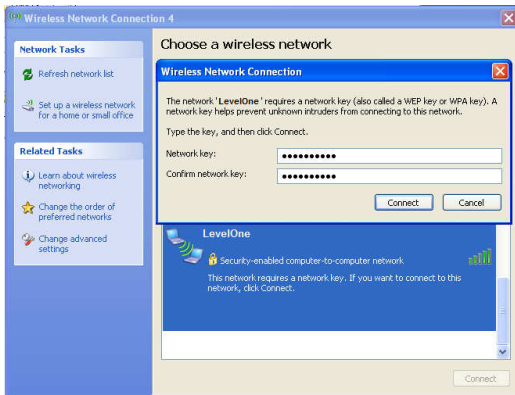 Wireless Network Connection 4
Network Tasks
Refresh network list
Set up a wireless network
for a home or small office
Related Tasks
Learn about wireless
networking
Change the order of
preferred networks
Change advanced
settings
Choose a wireless network
Wireless Network Connection
The network 'LevelOne' requires a network key (also called a WEP key or WPA key). A
network key helps prevent unknown intruders from connecting to this network.
Type the key, and then click Connect.
Network key: ••••••••••
Confirm network key: ••••••••••
Connect Cancel
LevelOne
Security-enabled computer-to-computer network
This network requires a network key. If you want to connect to this
network, click Connect.
Connect